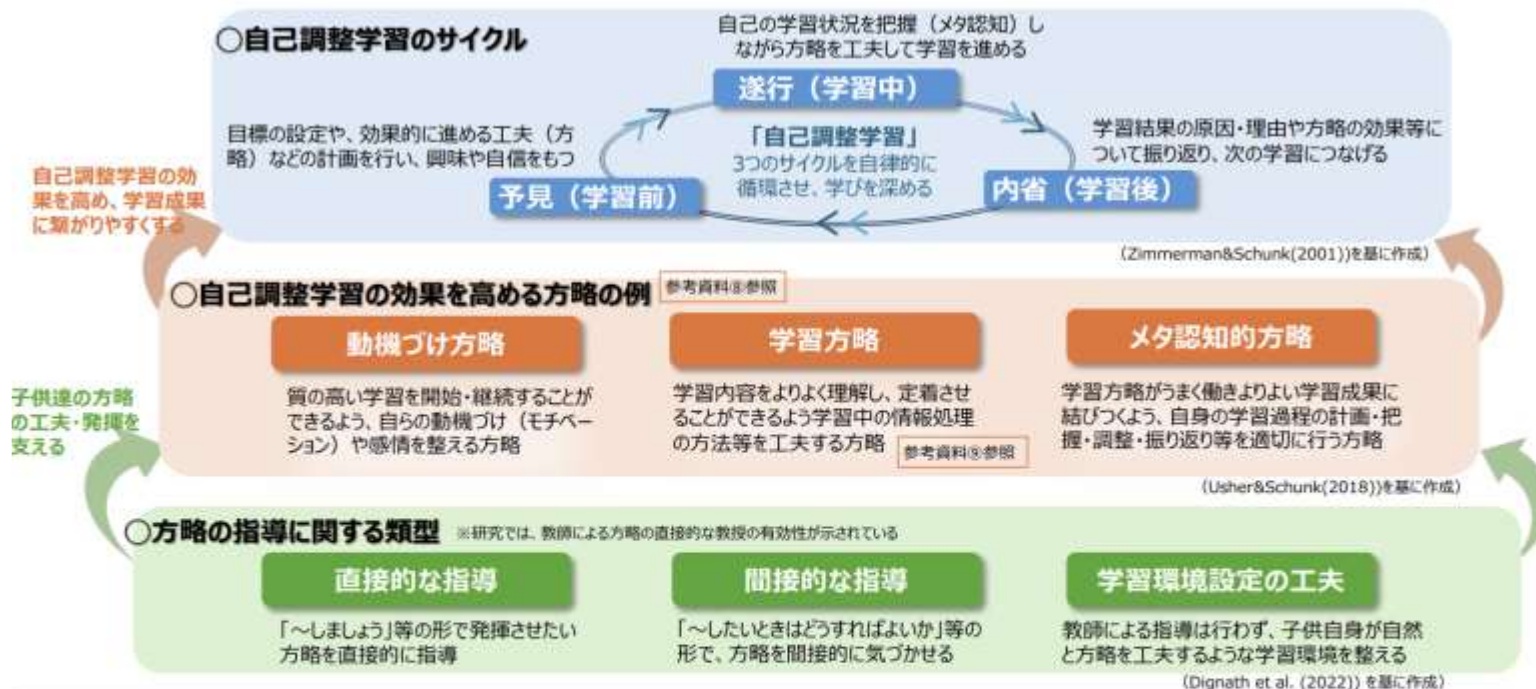 ○自己調整学習のサイクル
自己の学習状況を把握（メタ認知）し
ながら方略を工夫して学習を進める
遂行（学習中）
目標の設定や、効果的に進める工夫（方
略）などの計画を行い、興味や自信をもつ
「自己調整学習」
3つのサイクルを自律的に
循環させ、学びを深める
学習結果の原因・理由や方略の効果等に
ついて振り返り、次の学習につなげる
予見（学習前）
内省（学習後）
自己調整学習の効
果を高め、学習成果
に繋がりやすくする
（Zimmerman&Schunk(2001))を基に作成）
○自己調整学習の効果を高める方略の例
参考資料⑧参照
動機づけ方略
質の高い学習を開始・継続することが
できるよう、自らの動機づけ（モチベー
ション）や感情を整える方略
学習方略
学習内容をよりよく理解し、定着させ
ることができるよう学習中の情報処理
の方法等を工夫する方略
参考資料⑨参照
メタ認知的方略
学習方略がうまく働きよりよい学習成果に
結びつくよう、自身の学習過程の計画・把
握・調整・振り返り等を適切に行う方略
子供達の方略
の工夫・発揮を
支える
（Usher&Schunk(2018))を基に作成）
○方略の指導に関する類型
※研究では、教師による方略の直接的な教授の有効性が示されている
直接的な指導
「～しましょう」等の形で発揮させたい
方略を直接的に指導
間接的な指導
「～したいときはどうすればよいか」等の
形で、方略を間接的に気づかせる
学習環境設定の工夫
教師による指導は行わず、子供自身が自然
と方略を工夫するような学習環境を整える
（Dignath et al. (2022)) を基に作成）